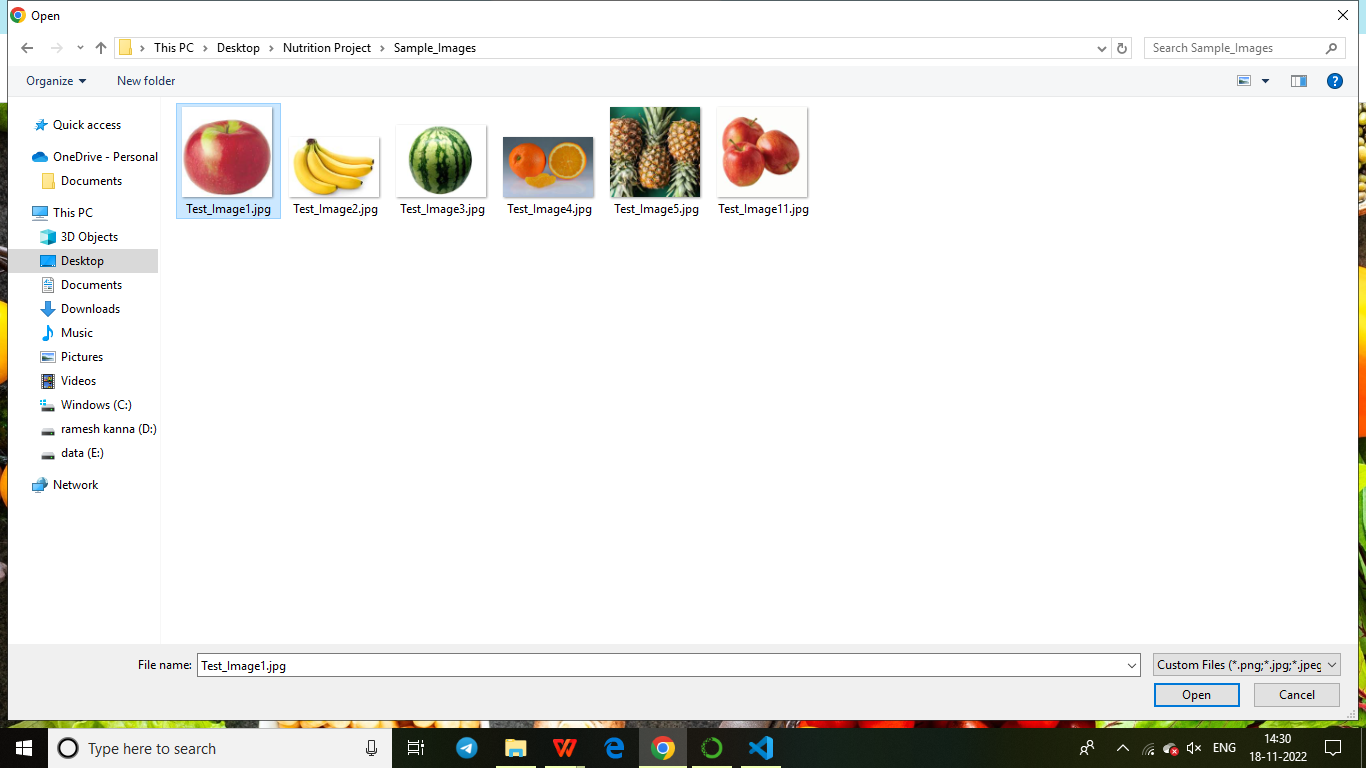 Open
This PC > Desktop > Nutrition Project > Sample_Images
Search Sample_Images
Organize
New folder
Quick access
OneDrive - Personal
Documents
This PC
3D Objects
Desktop
Documents
Downloads
Music
Pictures
Videos
Windows (C:)
ramesh kanna (D:)
data (E:)
Network
Test_Image1.jpg
Test_Image2.jpg
Test_Image3.jpg
Test_Image4.jpg
Test_Image5.jpg
Test_Image11.jpg
File name:
Test_Image1.jpg
Custom Files (*.png;*.jpg;*.jpeg
Open
Cancel
Type here to search
ENG
14:30
18-11-2022